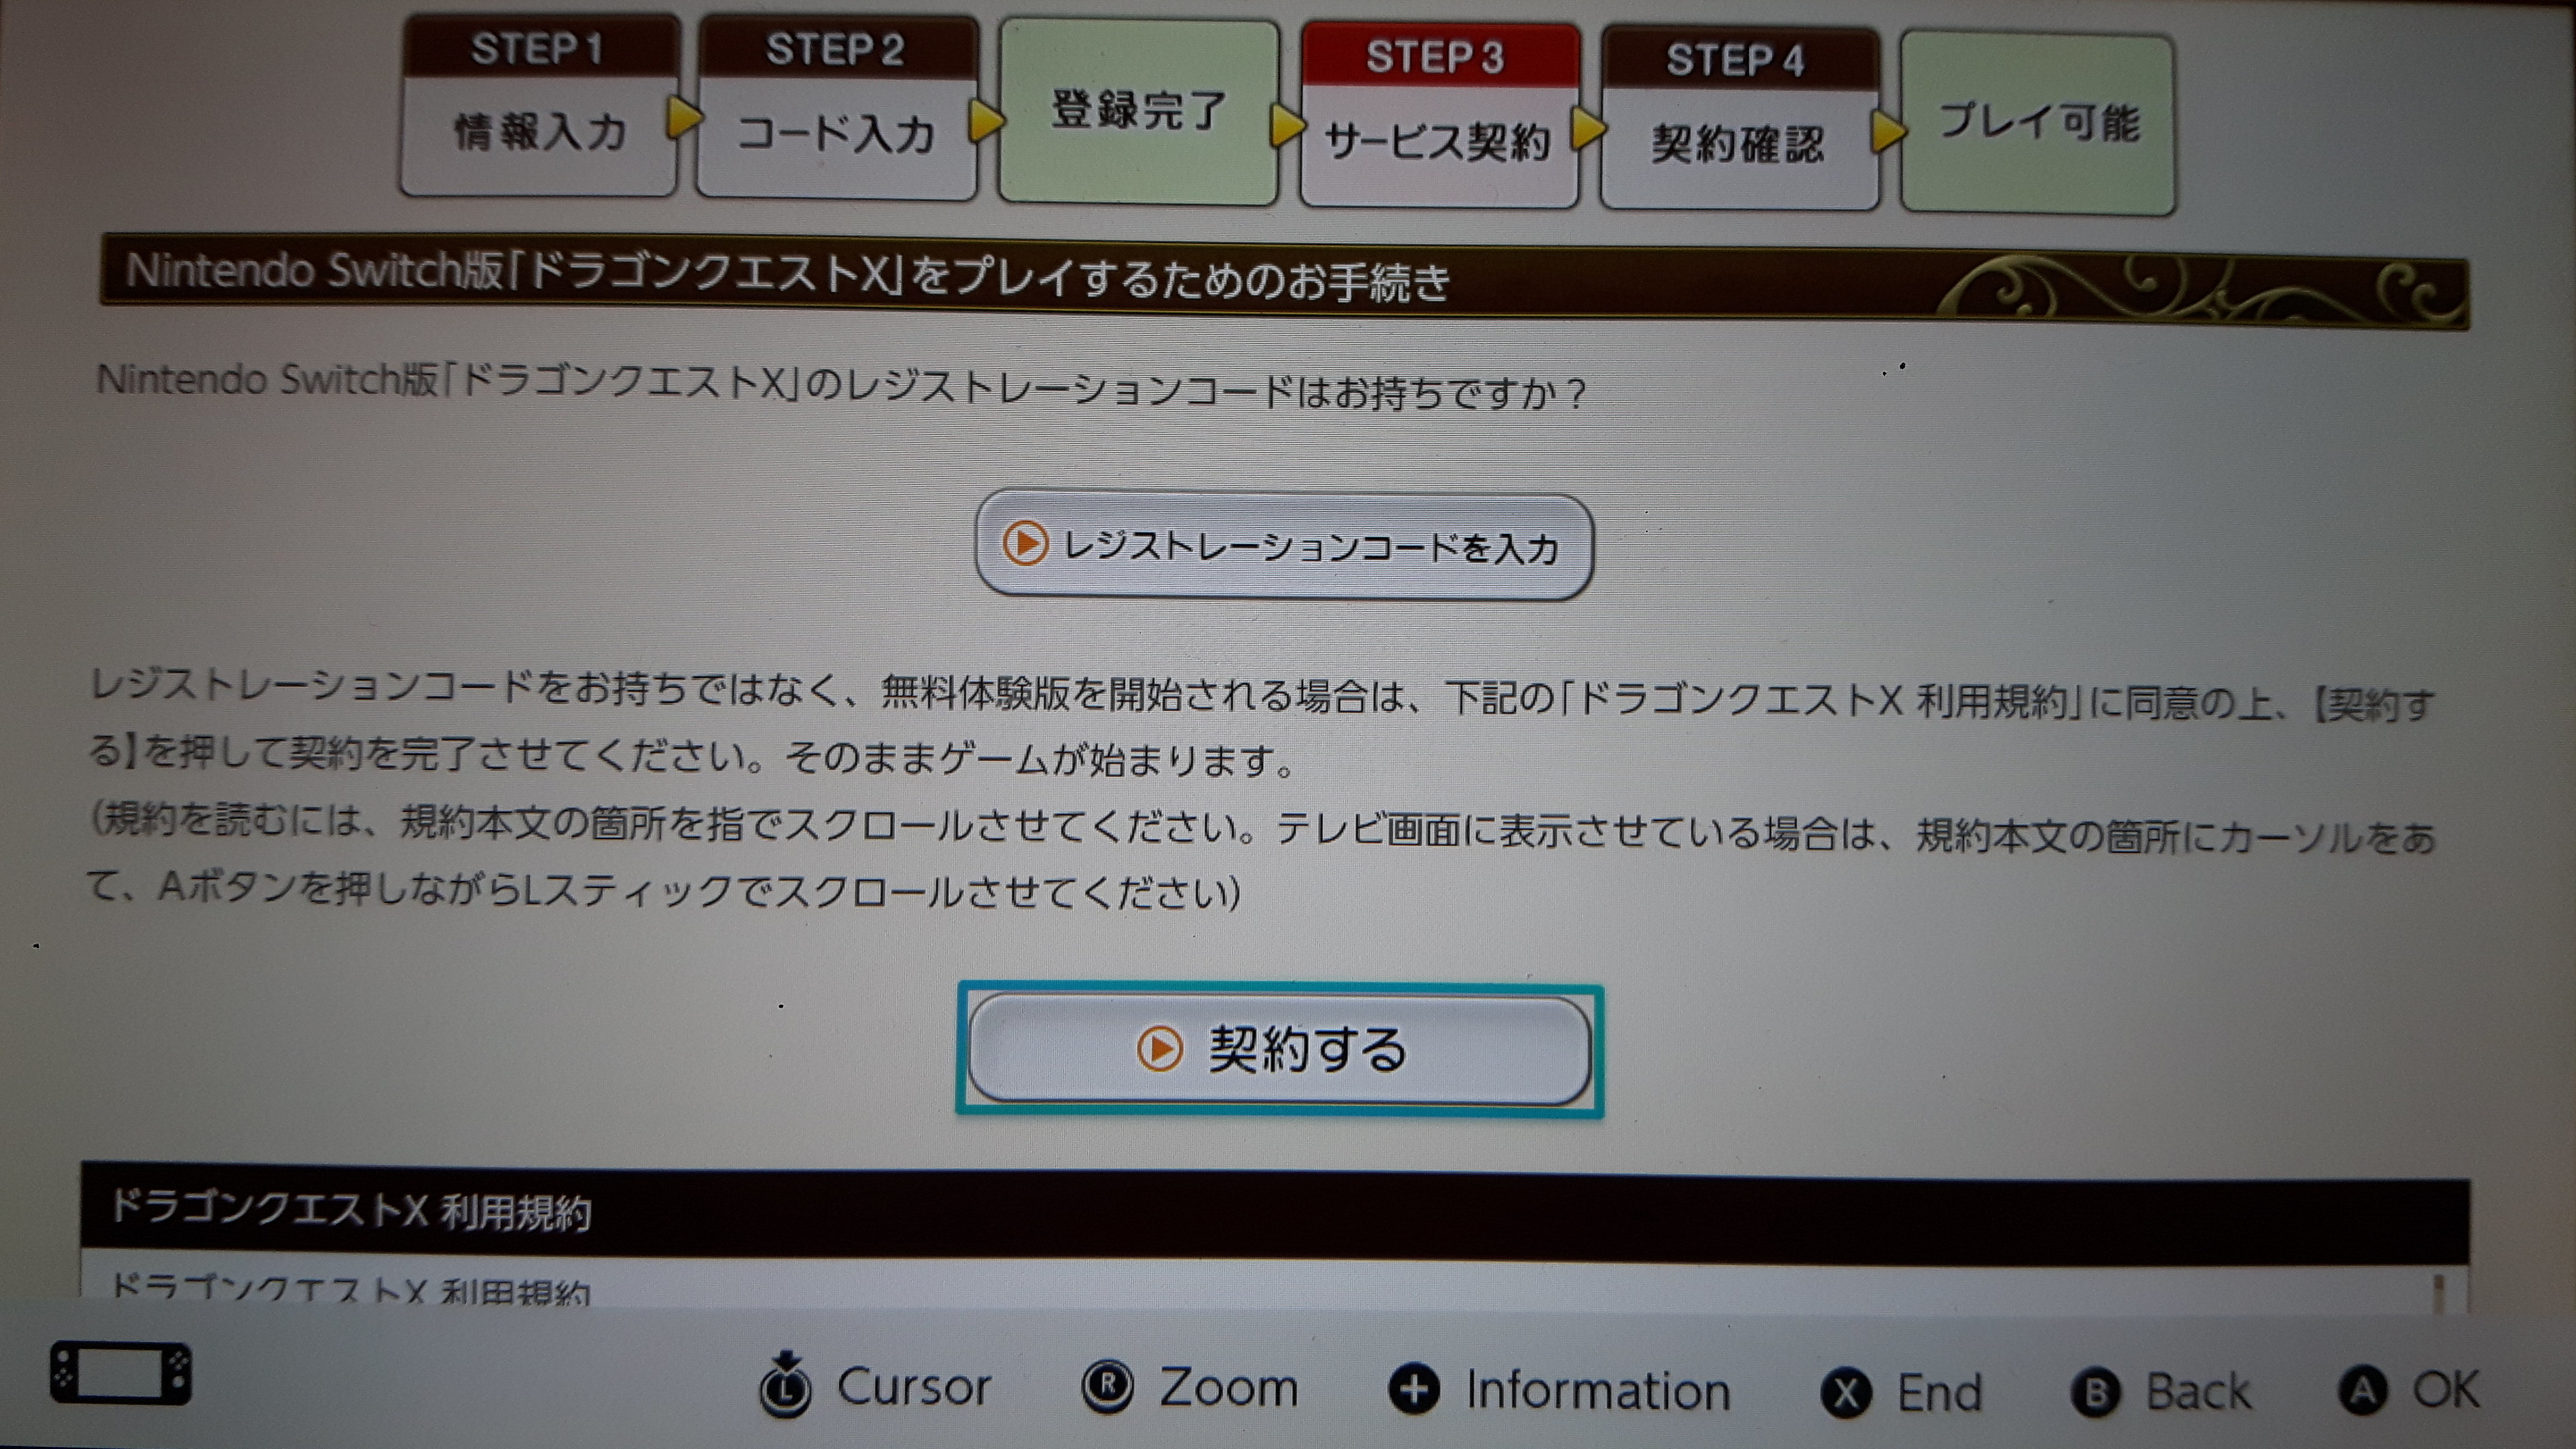 STEP 1
情報入力
STEP 2
コード入力
登録完了
STEP 3
サービス契約
STEP 4
契約確認
プレイ可能
Nintendo Switch版「ドラゴンクエストX」をプレイするためのお手続き
Nintendo Switch版「ドラゴンクエストX」のレジストレーションコードはお持ちですか？
レジストレーションコードを入力
レジストレーションコードをお持ちではなく、無料体験版を開始される場合は、下記の「ドラゴンクエストX 利用規約」に同意の上、【契約す
る】を押して契約を完了させてください。そのままゲームが始まります。
（規約を読むには、規約本文の箇所を指でスクロールさせてください。テレビ画面に表示させている場合は、規約本文の箇所にカーソルをあ
て、Aボタンを押しながらLスティックでスクロールさせてください）
契約する
ドラゴンクエストX 利用規約
ドラゴンクエストX 利用規約
L Cursor
R Zoom
+ Information
X End
B Back
A OK